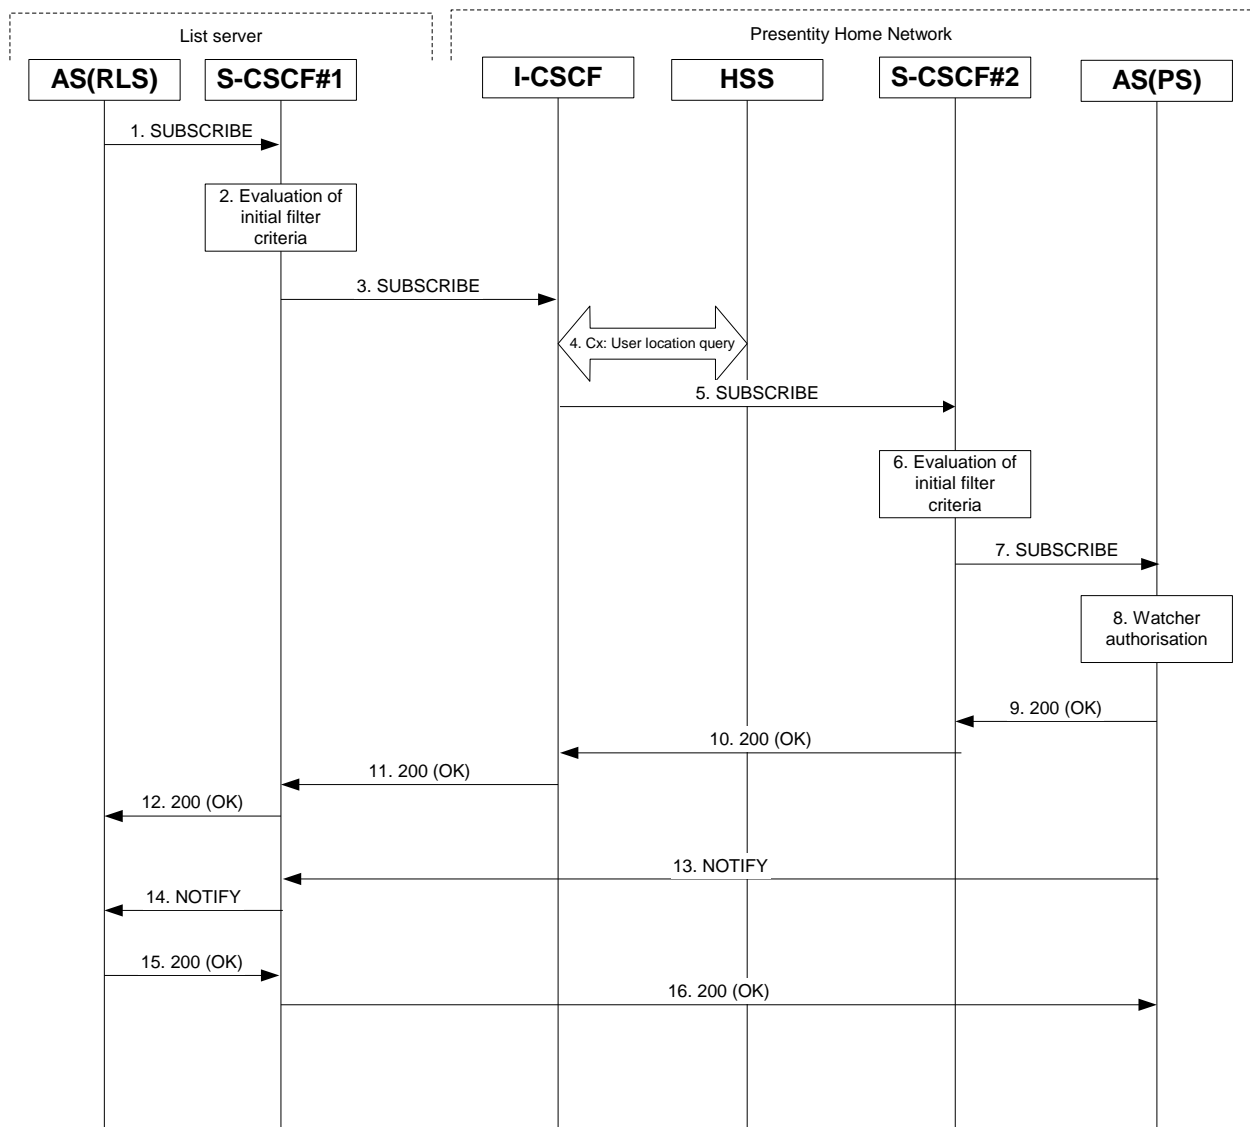 List server
Presentity Home Network
AS(RLS)
S-CSCF#1
I-CSCF
HSS
S-CSCF#2
AS(PS)
1. SUBSCRIBE
2. Evaluation of
initial filter
criteria
3. SUBSCRIBE
4. Cx: User location query
5. SUBSCRIBE
6. Evaluation of
initial filter
criteria
7. SUBSCRIBE
8. Watcher
authorisation
9. 200 (OK)
10. 200 (OK)
11. 200 (OK)
12. 200 (OK)
13. NOTIFY
14. NOTIFY
15. 200 (OK)
16. 200 (OK)